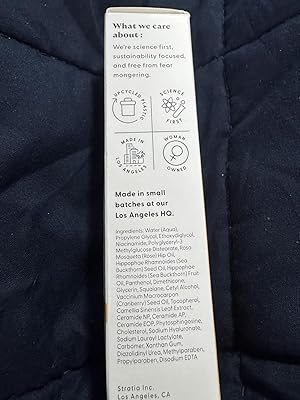 What we care
about :
We're science first,
sustainability focused,
and free from fear
mongering.
UPCYCLED PLASTIC
SCIENCE FIRST
MADE IN LOS ANGELES
WOMAN OWNED
Made in small
batches at our
Los Angeles HQ.
Ingredients: Water (Aqua),
Propylene Glycol, Ethoxydiglycol,
Niacinamide, Polyglyceryl-3
Methylglucose Distearate, Rosa
Mosqueta (Rose) Hip Oil,
Hippophae Rhamnoides (Sea
Buckthorn) Seed Oil, Hippophae
Rhamnoides (Sea Buckthorn) Fruit
Oil, Panthenol, Dimethicone,
Glycerin, Squalane, Cetyl Alcohol,
Vaccinium Macrocarpon
(Cranberry) Seed Oil, Tocopherol,
Camellia Sinensis Leaf Extract,
Ceramide NP, Ceramide AP,
Ceramide EOP, Phytosphingosine,
Cholesterol, Sodium Hyaluronate,
Sodium Lauroyl Lactylate,
Carbomer, Xanthan Gum,
Diazolidinyl Urea, Methylparaben,
Propylparaben, Disodium EDTA
Stratia Inc.
Los Angeles, CA